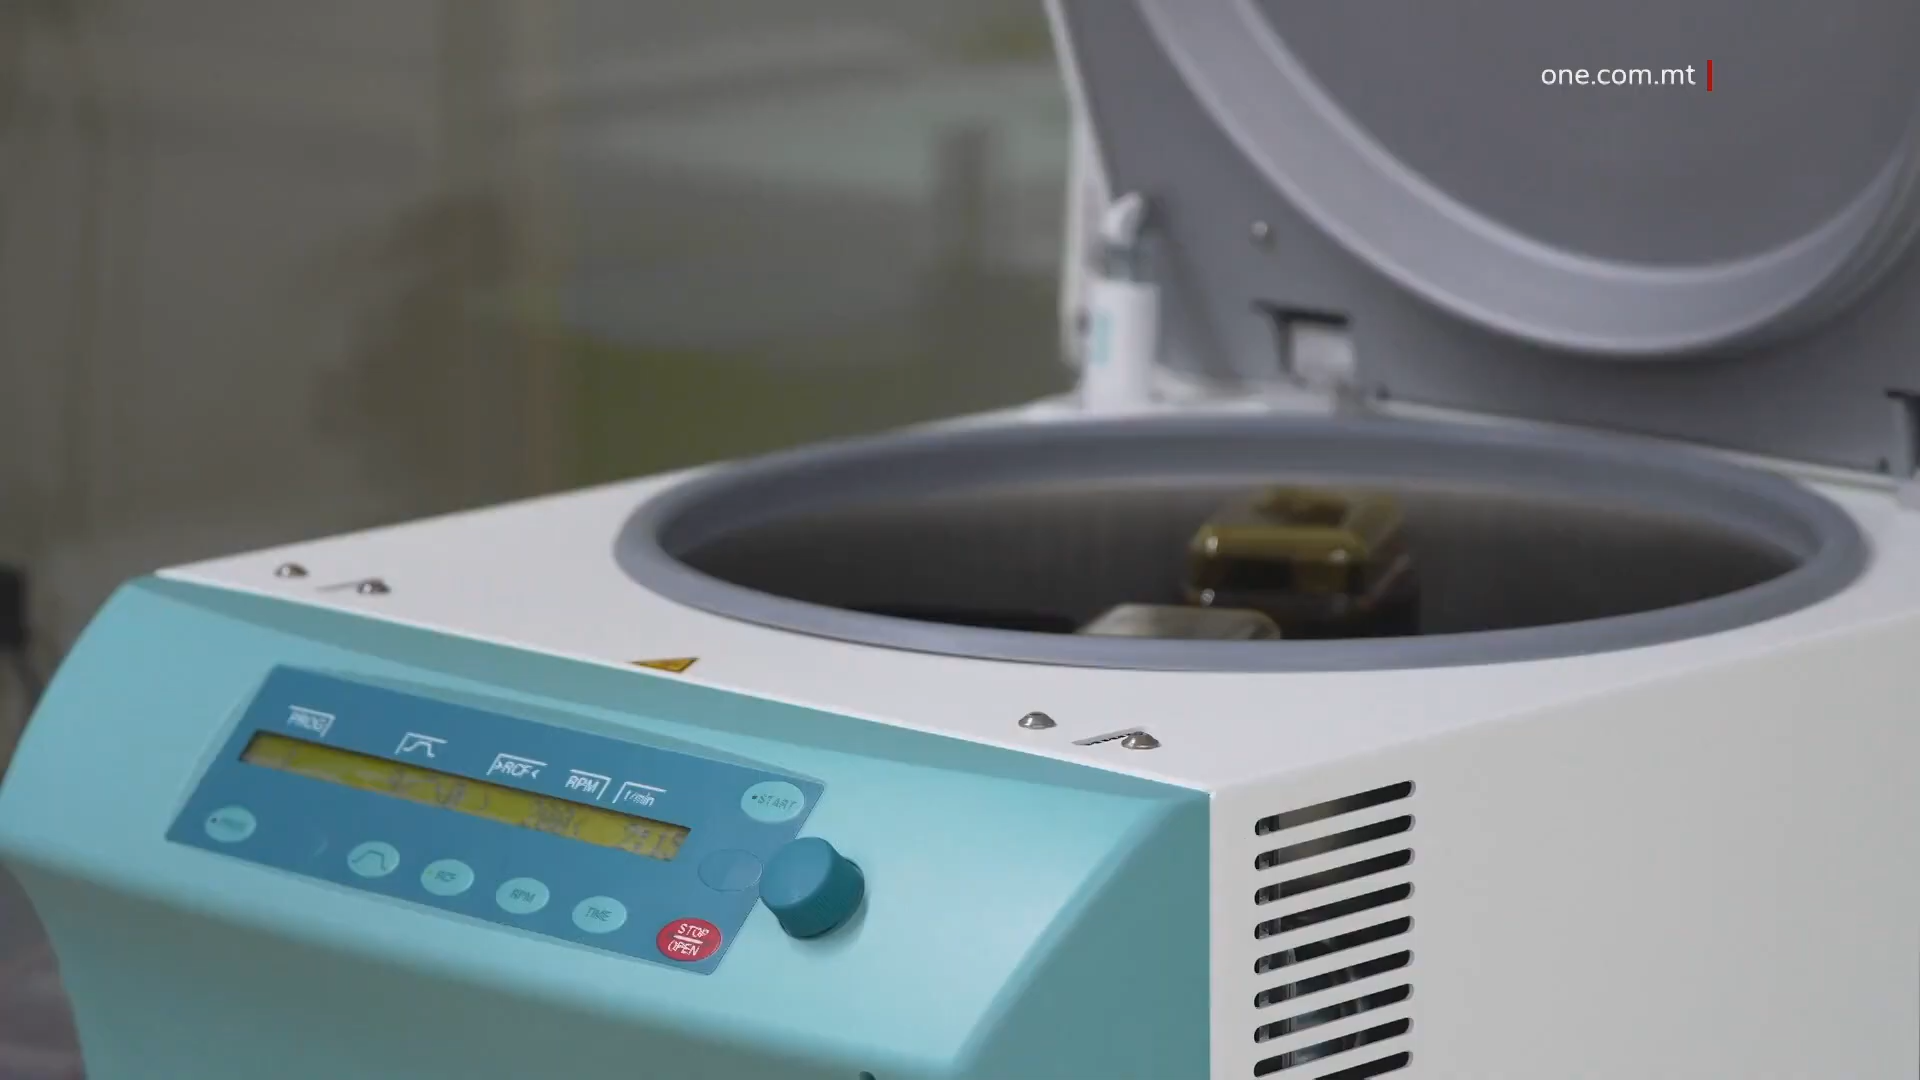 one.com.mt
PROG
>RCF<
RPM
t/min
START
RCF
RPM
TIME
STOP
OPEN